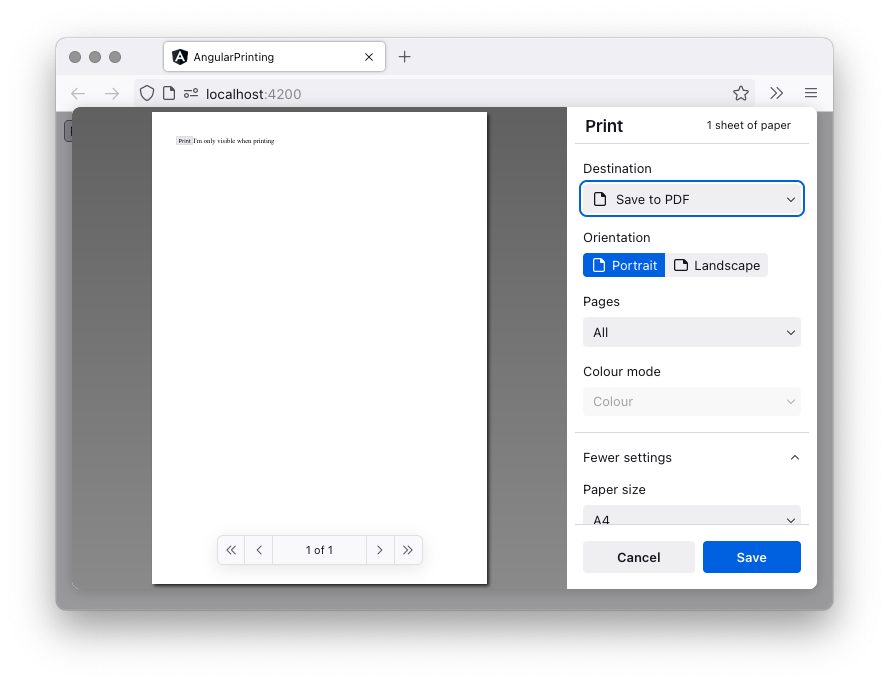 AngularPrinting
localhost:4200
Print I'm only visible when printing
1 of 1
Print
1 sheet of paper
Destination
Save to PDF
Orientation
Portrait
Landscape
Pages
All
Colour mode
Colour
Fewer settings
Paper size
A4
Cancel
Save